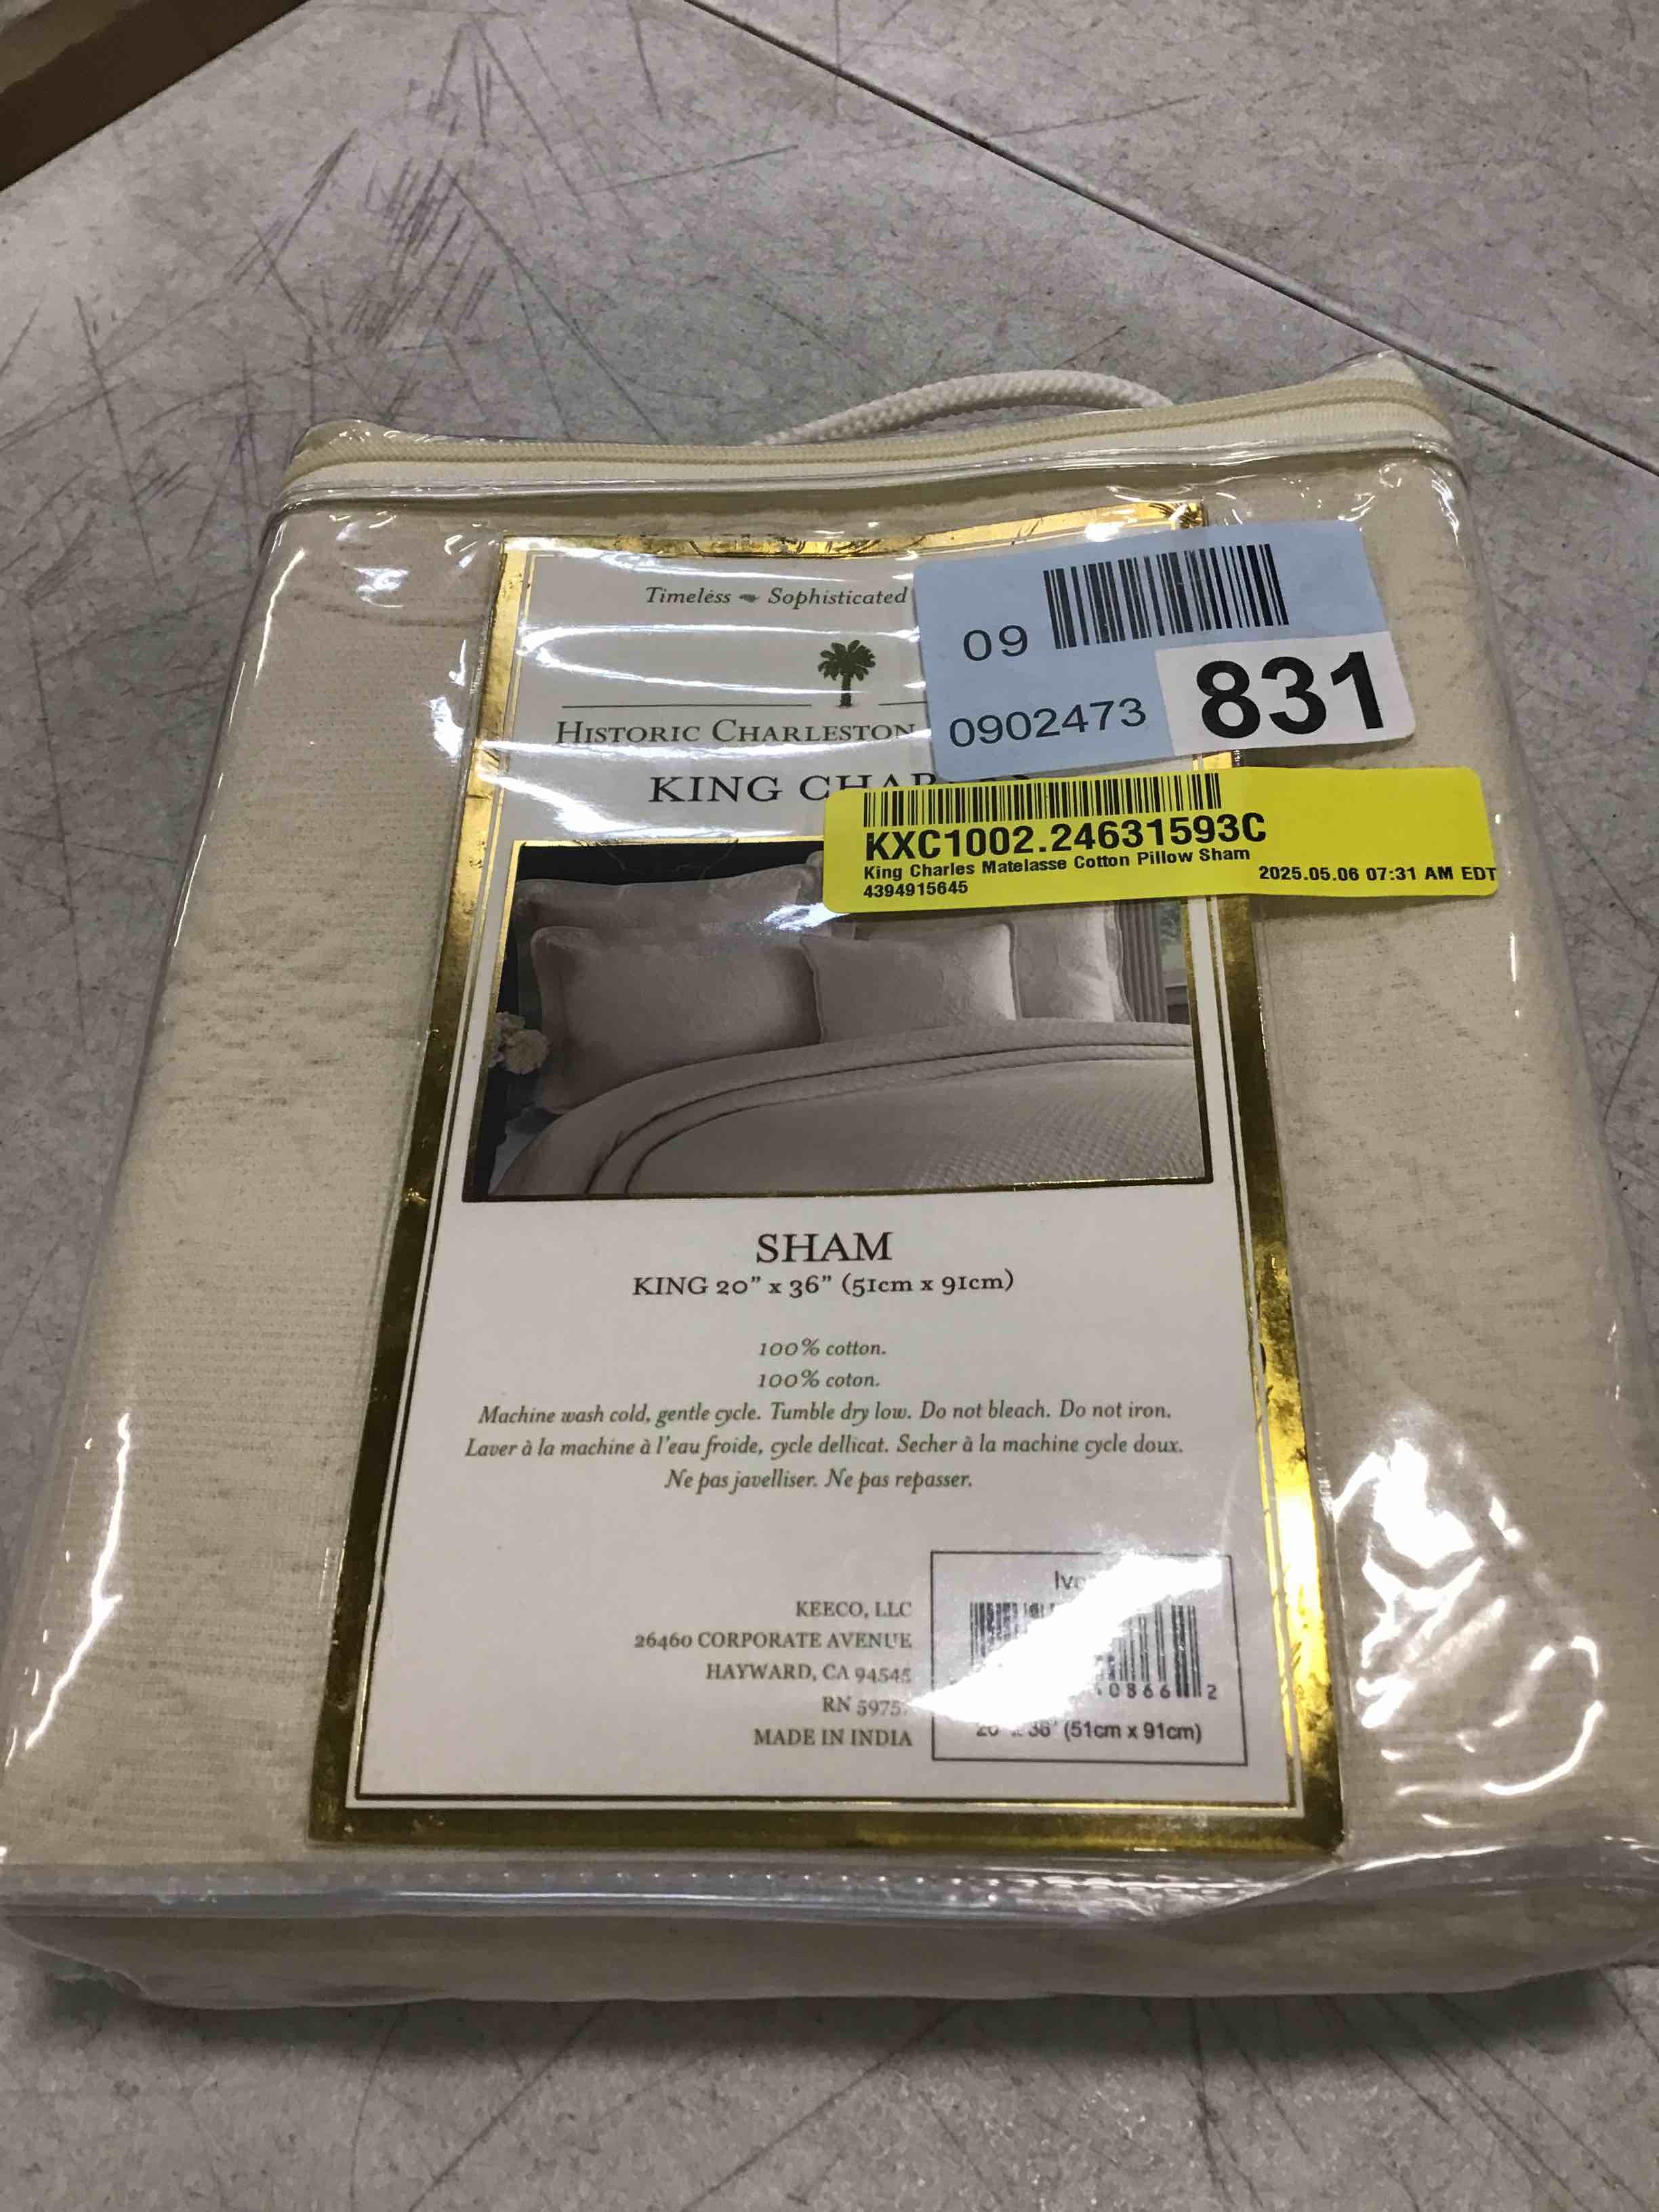 Timeless Sophisticated
09
0902473
831
HISTORIC CHARLESTON
KING
KXC1002.24631593C
King Charles Matelasse Cotton Pillow Sham
4394915645
2025.05.06 07:31 AM EDT
SHAM
KING 20" x 36" (51cm x 91cm)
100% cotton.
100% coton.
Machine wash cold, gentle cycle. Tumble dry low. Do not bleach. Do not iron.
Laver à la machine à l'eau froide, cycle dellicat. Secher à la machine cycle doux.
Ne pas javelliser. Ne pas repasser.
KEECO, LLC
26460 CORPORATE AVENUE
HAYWARD, CA 94545
RN
MADE IN INDIA
0866 2
x 36" (51cm x 91cm)